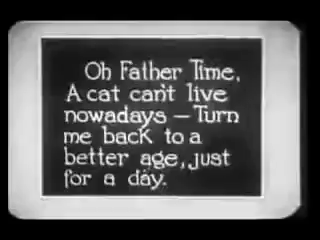 Oh Father Time,
A cat can't live
nowadays — Turn
me back to a
better age, just
for a day.